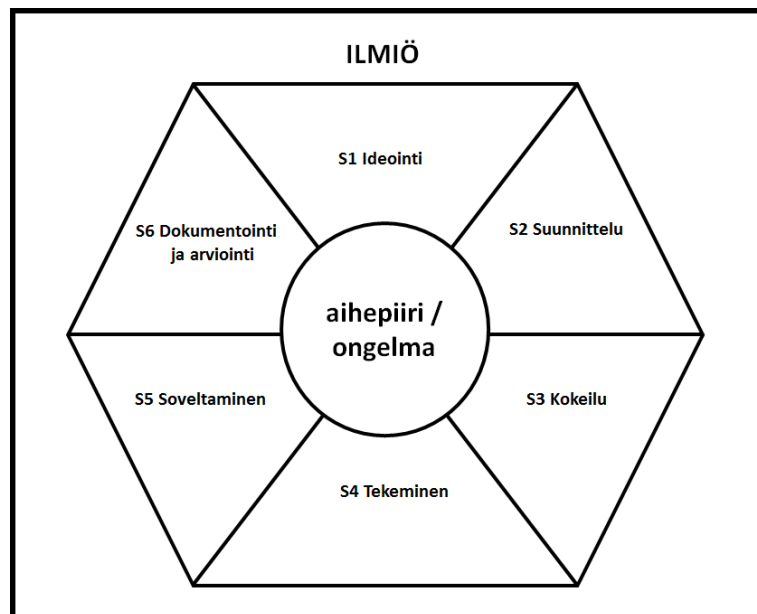 ILMIÖ
S1 Ideointi
S2 Suunnittelu
S6 Dokumentointi
ja arviointi
aihepiiri /
ongelma
S3 Kokeilu
S5 Soveltaminen
S4 Tekeminen